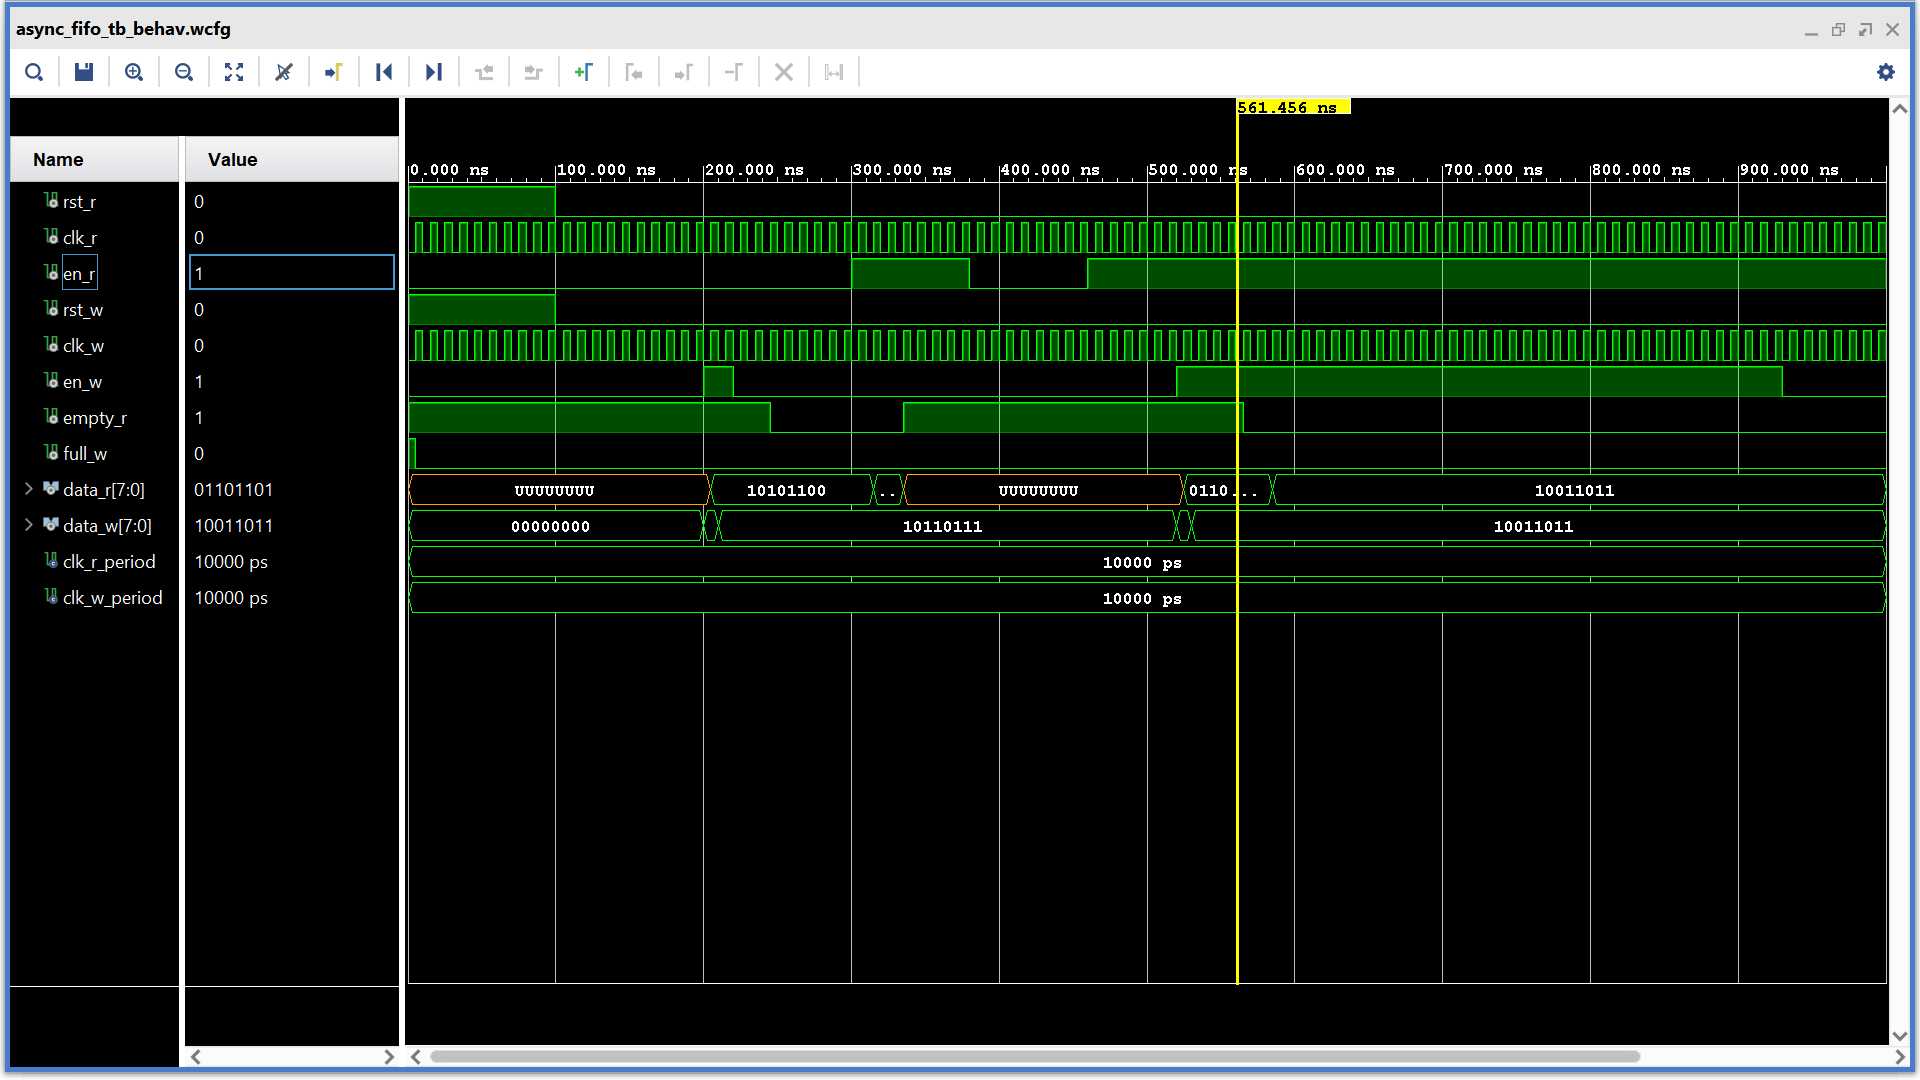 async_fifo_tb_behav.wcfg
561.456 ns
Name Value
0.000 ns 100.000 ns 200.000 ns 300.000 ns 400.000 ns 500.000 ns 600.000 ns 700.000 ns 800.000 ns 900.000 ns
rst_r 0
clk_r 0
en_r 1
rst_w 0
clk_w 0
en_w 1
empty_r 1
full_w 0
data_r[7:0] 01101101 UUUUUUUU 10101100 .. UUUUUUUU 0110... 10011011
data_w[7:0] 10011011 00000000 10110111 10011011
clk_r_period 10000 ps 10000 ps
clk_w_period 10000 ps 10000 ps